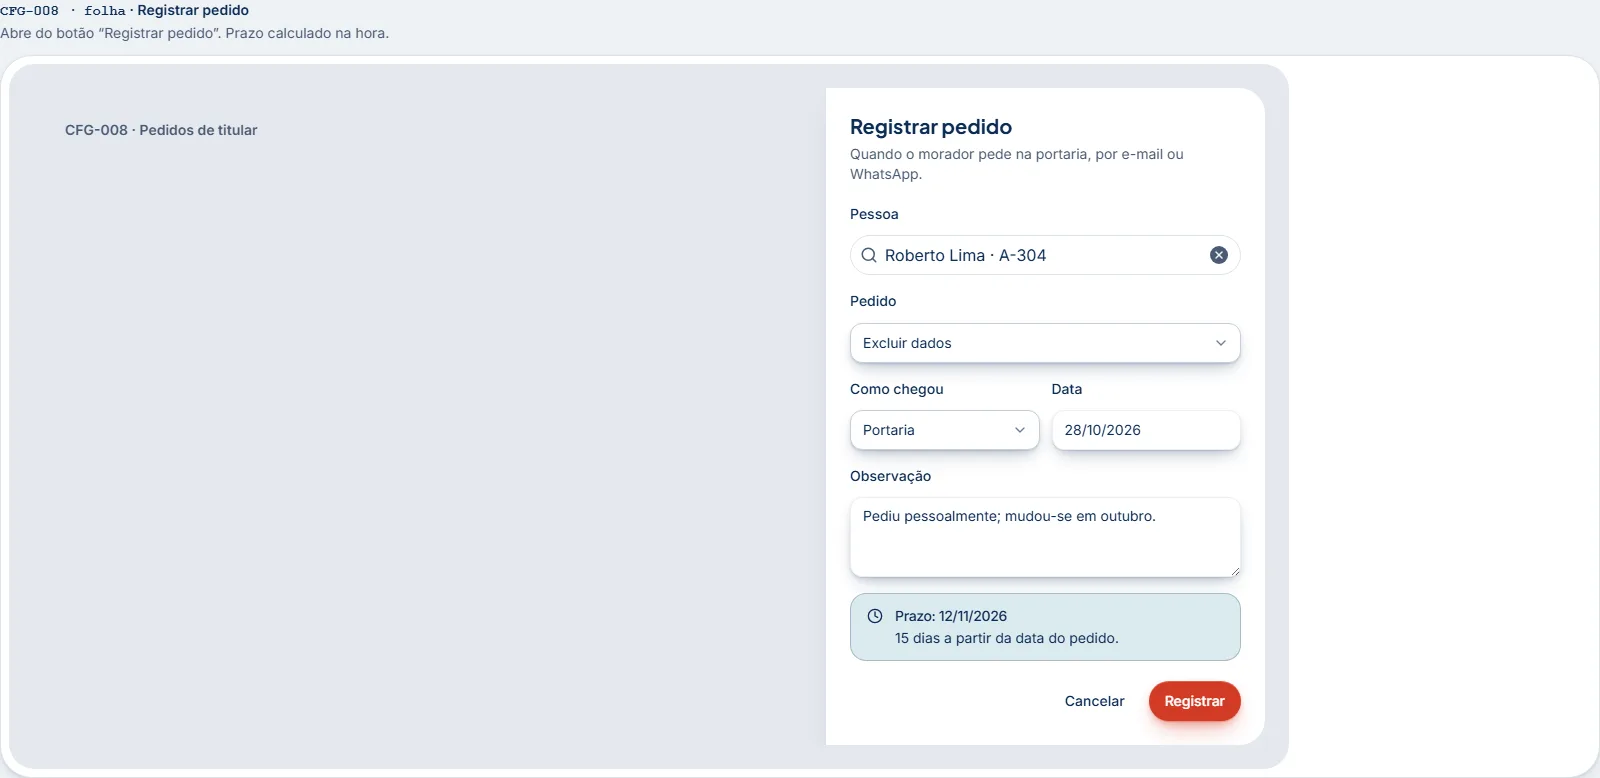 CFG-008 · folha · Registrar pedido
Abre do botão “Registrar pedido”. Prazo calculado na hora.
CFG-008 · Pedidos de titular
Registrar pedido
Quando o morador pede na portaria, por e-mail ou
WhatsApp.
Pessoa
Roberto Lima · A-304
Pedido
Excluir dados
Como chegou
Data
Portaria
28/10/2026
Observação
Pediu pessoalmente; mudou-se em outubro.
Prazo: 12/11/2026
15 dias a partir da data do pedido.
Cancelar
Registrar